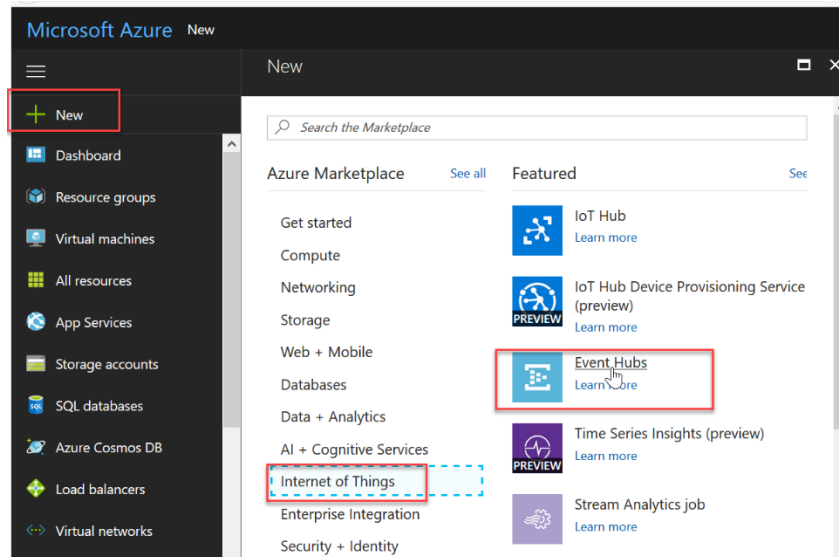 Microsoft Azure New
New
New
Search the Marketplace
Dashboard
Resource groups
Virtual machines
All resources
App Services
Storage accounts
SQL
SQL databases
Azure Cosmos DB
Load balancers
Virtual networks
Azure Marketplace
See all
Get started
Compute
Networking
Storage
Web + Mobile
Databases
Data + Analytics
AI + Cognitive Services
Internet of Things
Enterprise Integration
Security + Identity
Featured
See
IoT Hub
Learn more
IoT Hub Device Provisioning Service
(preview)
PREVIEW
Learn more
Event Hubs
Learn more
Time Series Insights (preview)
PREVIEW
Learn more
Stream Analytics job
Learn more